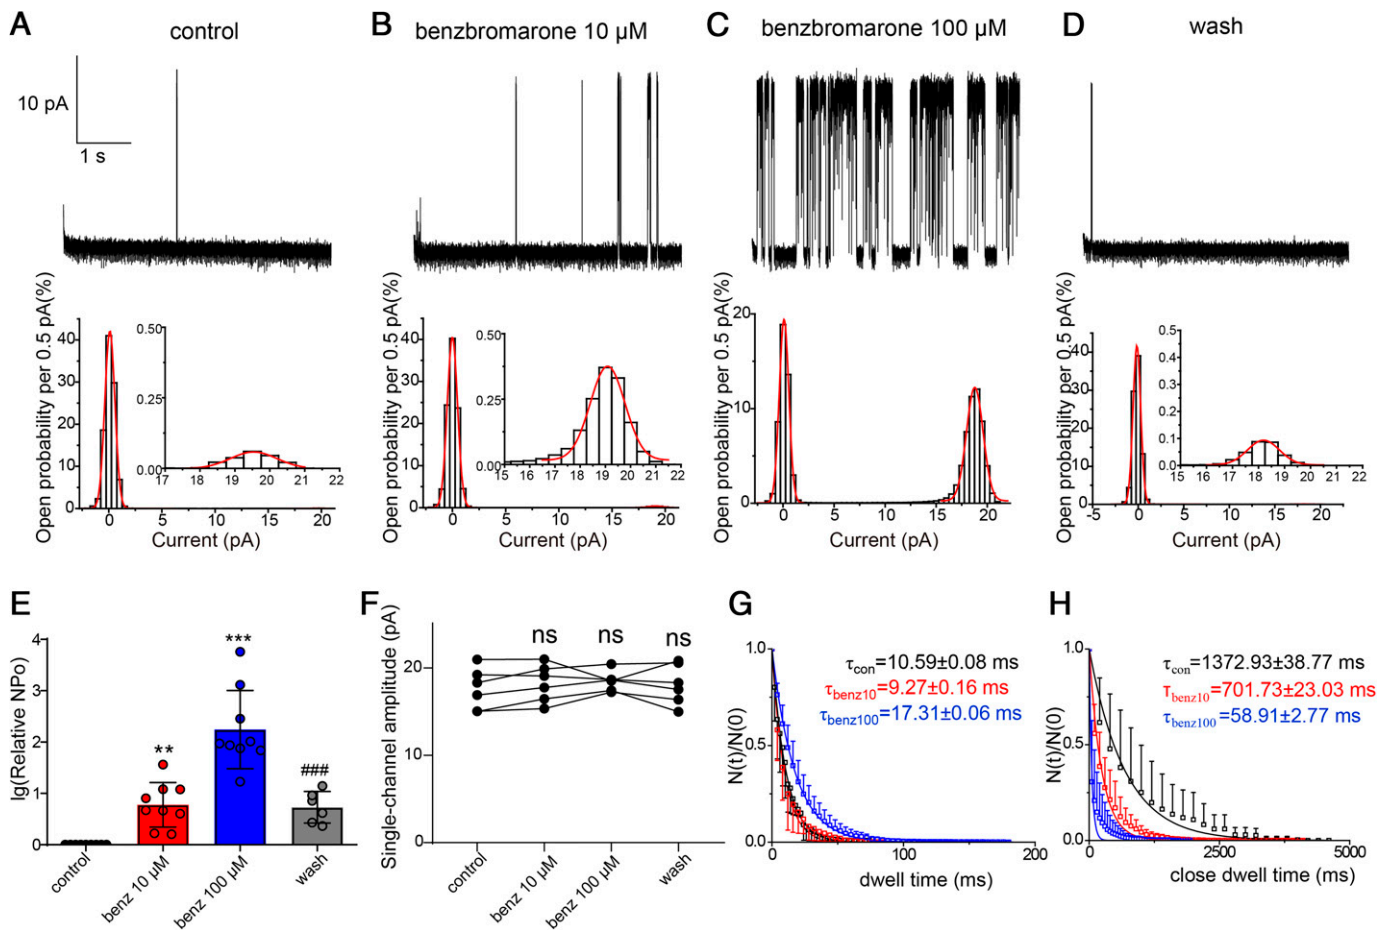 A control
B benzbromarone 10 μM
C benzbromarone 100 μM
D wash
10 pA
1 s
Open probability per 0.5 pA(%)
40
30
20
10
0
0.50
0.25
0.00
17 18 19 20 21 22
0 5 10 15 20
Current (pA)
Open probability per 0.5 pA(%)
40
30
20
10
0
0.50
0.25
0.00
15 16 17 18 19 20 21 22
0 5 10 15 20
Current (pA)
Open probability per 0.5 pA(%)
20
10
0
0 5 10 15 20
Current (pA)
Open probability per 0.5 pA(%)
40
30
20
10
0
0.5
0.4
0.3
0.2
0.1
0.0
15 16 17 18 19 20 21 22
-5 0 5 10 15 20
Current (pA)
E
lg(Relative NPo)
4
3
2
1
0
**
***
###
control
benz 10 μM
benz 100 μM
wash
F
Single-channel amplitude (pA)
20
10
0
ns ns ns
control
benz 10 μM
benz 100 μM
wash
G
N(t)/N(0)
1.0
0.5
0.0
τcon=10.59±0.08 ms
τbenz10=9.27±0.16 ms
τbenz100=17.31±0.06 ms
0 100 200
dwell time (ms)
H
N(t)/N(0)
1.0
0.5
0.0
τcon=1372.93±38.77 ms
τbenz10=701.73±23.03 ms
τbenz100=58.91±2.77 ms
0 2500 5000
close dwell time (ms)